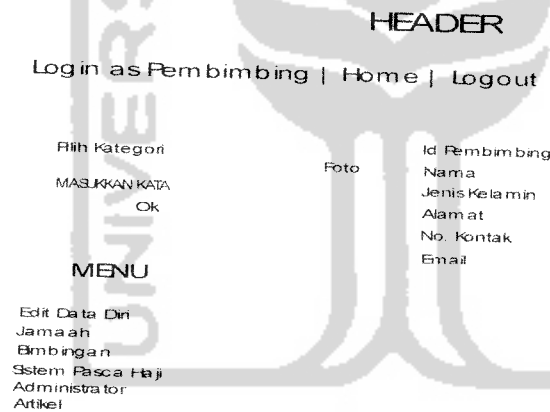 HEADER
Login as Pembimbing | Home | Logout
Pilih Kategori
MASUKKAN KATA
Ok
Foto
Id Pembimbing
Nama
Jenis Kelamin
Alamat
No. Kontak
Email
MENU
Edit Data Diri
Jamaah
Bimbingan
Sistem Pasca Haji
Administrator
Artikel
UNIVERS